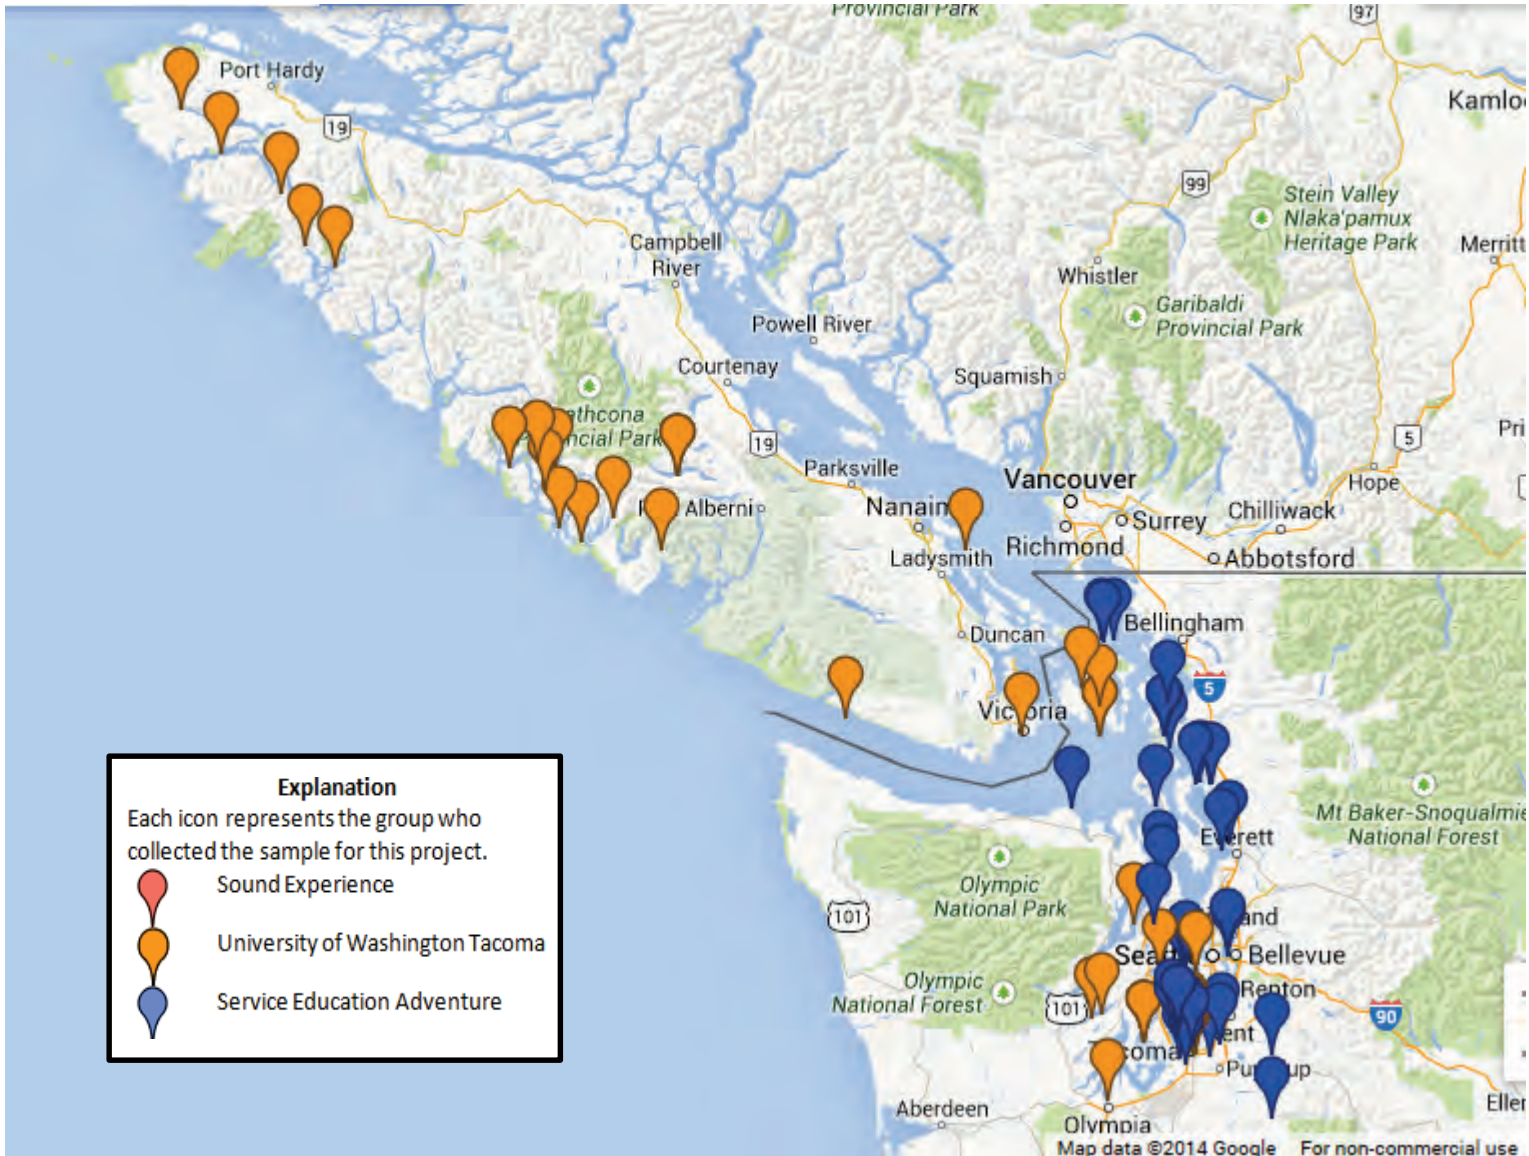 Provincial Park
97
Port Hardy
19
Kamlo
99
Stein Valley
Nlaka'pamux
Heritage Park
Merritt
Campbell
River
Whistler
Garibaldi
Provincial Park
Powell River
Courtenay
Squamish
athcona
ncial Park
19
5
Pri
Parksville
Vancouver
Hope
Nanain
Alberni
Surrey
Chilliwack
Richmond
Abbotsford
Ladysmith
Duncan
Bellingham
5
Victoria
Explanation
Each icon represents the group who
collected the sample for this project.
Sound Experience
University of Washington Tacoma
Service Education Adventure
Mt Baker-Snoqualmie
National Forest
Everett
Olympic
National Park
101
and
Seatt
Bellevue
Olympic
National Forest
101
Renton
90
ent
coma
Pu up
Aberdeen
Olympia
Eller
Map data ©2014 Google For non-commercial use